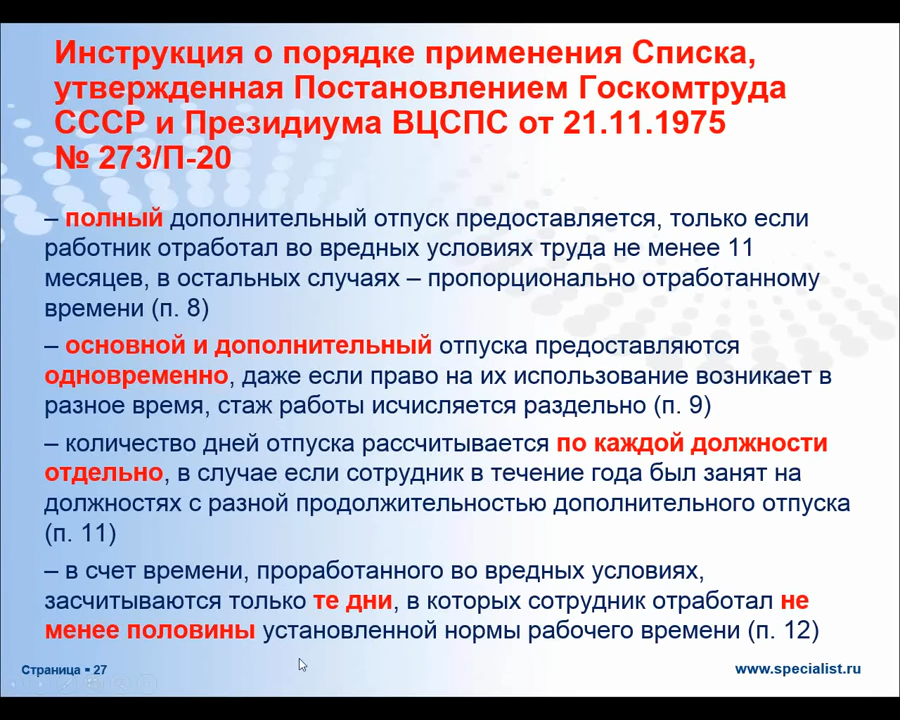 Инструкция о порядке применения Списка,
утвержденная Постановлением Госкомтруда
СССР и Президиума ВЦСПС от 21.11.1975
№ 273/П-20
– полный дополнительный отпуск предоставляется, только если
работник отработал во вредных условиях труда не менее 11
месяцев, в остальных случаях – пропорционально отработанному
времени (п. 8)
– основной и дополнительный отпуска предоставляются
одновременно, даже если право на их использование возникает в
разное время, стаж работы исчисляется раздельно (п. 9)
– количество дней отпуска рассчитывается по каждой должности
отдельно, в случае если сотрудник в течение года был занят на
должностях с разной продолжительностью дополнительного отпуска
(п. 11)
– в счет времени, проработанного во вредных условиях,
засчитываются только те дни, в которых сотрудник отработал не
менее половины установленной нормы рабочего времени (п. 12)
Страница ▪ 27
www.specialist.ru